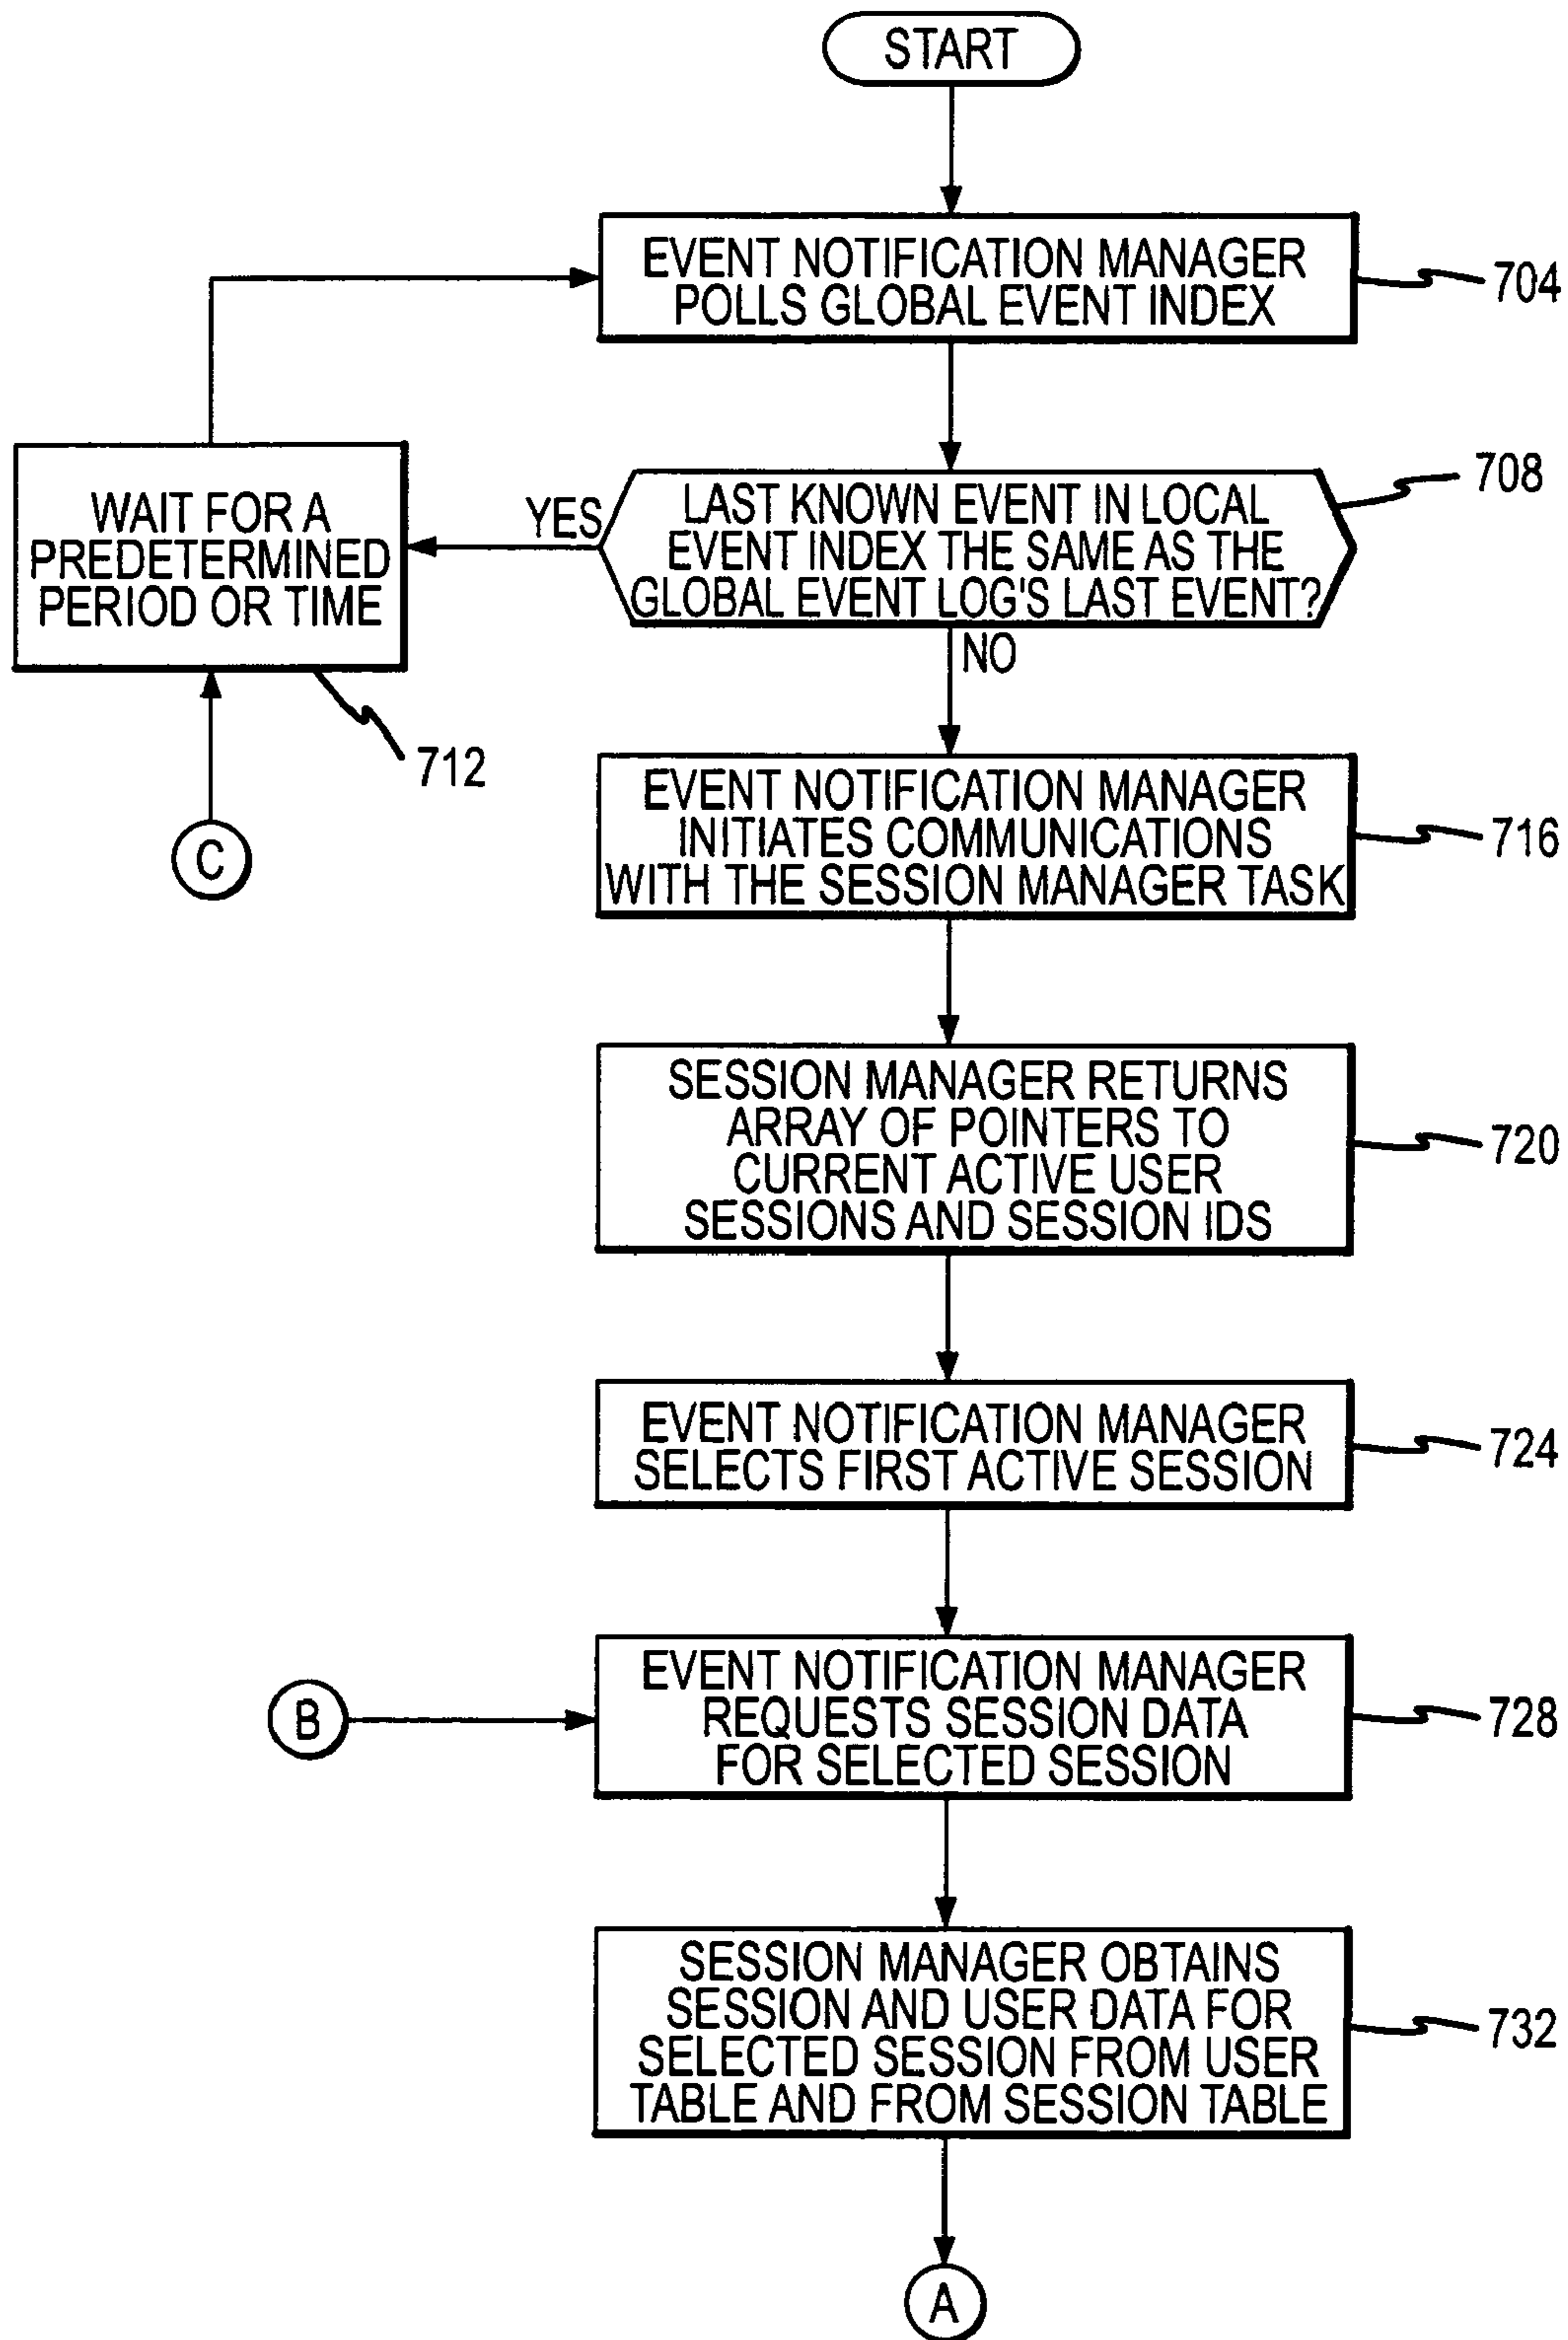 START
EVENT NOTIFICATION MANAGER
POLLS GLOBAL EVENT INDEX
704
LAST KNOWN EVENT IN LOCAL
EVENT INDEX THE SAME AS THE
GLOBAL EVENT LOG'S LAST EVENT?
708
YES
NO
WAIT FOR A
PREDETERMINED
PERIOD OR TIME
712
C
EVENT NOTIFICATION MANAGER
INITIATES COMMUNICATIONS
WITH THE SESSION MANAGER TASK
716
SESSION MANAGER RETURNS
ARRAY OF POINTERS TO
CURRENT ACTIVE USER
SESSIONS AND SESSION IDS
720
EVENT NOTIFICATION MANAGER
SELECTS FIRST ACTIVE SESSION
724
B
EVENT NOTIFICATION MANAGER
REQUESTS SESSION DATA
FOR SELECTED SESSION
728
SESSION MANAGER OBTAINS
SESSION AND USER DATA FOR
SELECTED SESSION FROM USER
TABLE AND FROM SESSION TABLE
732
A